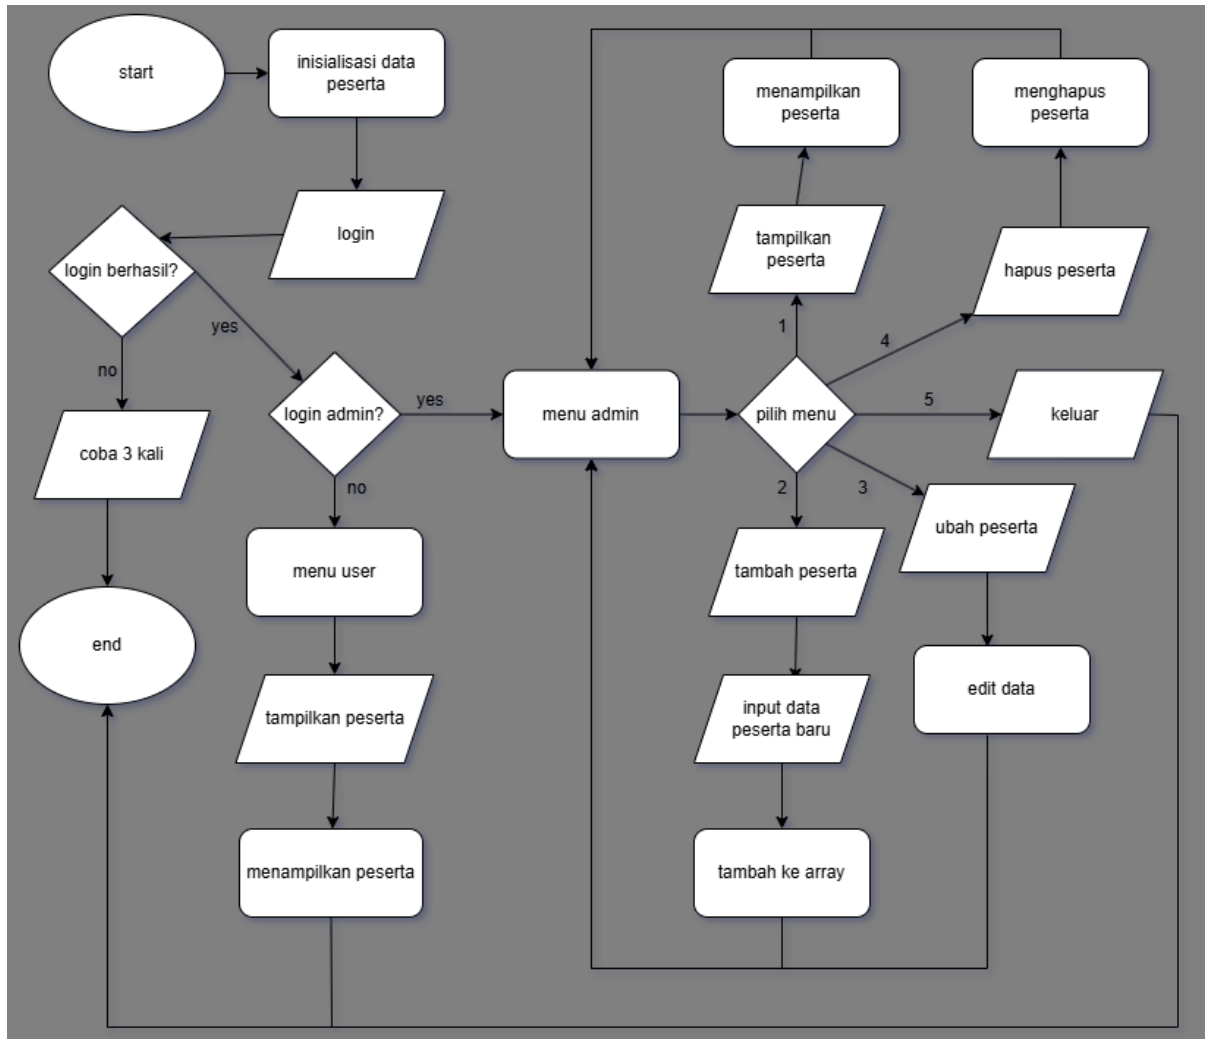 start
inisialisasi data
peserta
login
login berhasil?
yes
no
coba 3 kali
end
login admin?
yes
no
menu user
tampilkan peserta
menampilkan peserta
menu admin
pilih menu
1
tampilkan
peserta
menampilkan
peserta
4
hapus peserta
menghapus
peserta
5
keluar
2
tambah peserta
input data
peserta baru
tambah ke array
3
ubah peserta
edit data